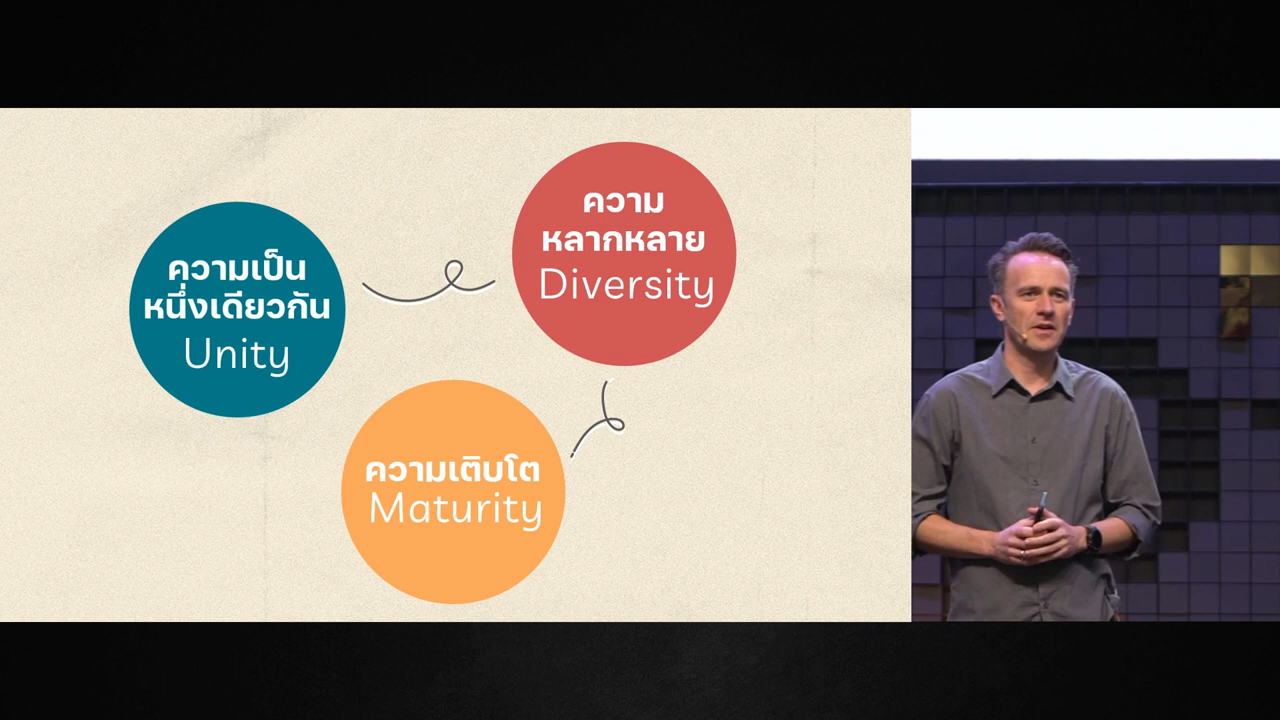 ความเป็น
หนึ่งเดียวกัน
Unity
ความ
หลากหลาย
Diversity
ความเติบโต
Maturity